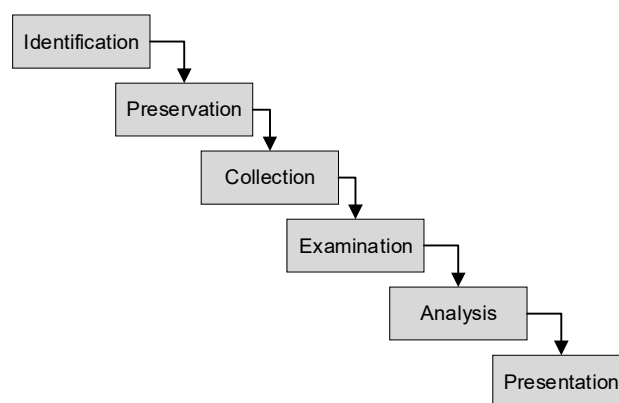 Identification
Preservation
Collection
Examination
Analysis
Presentation